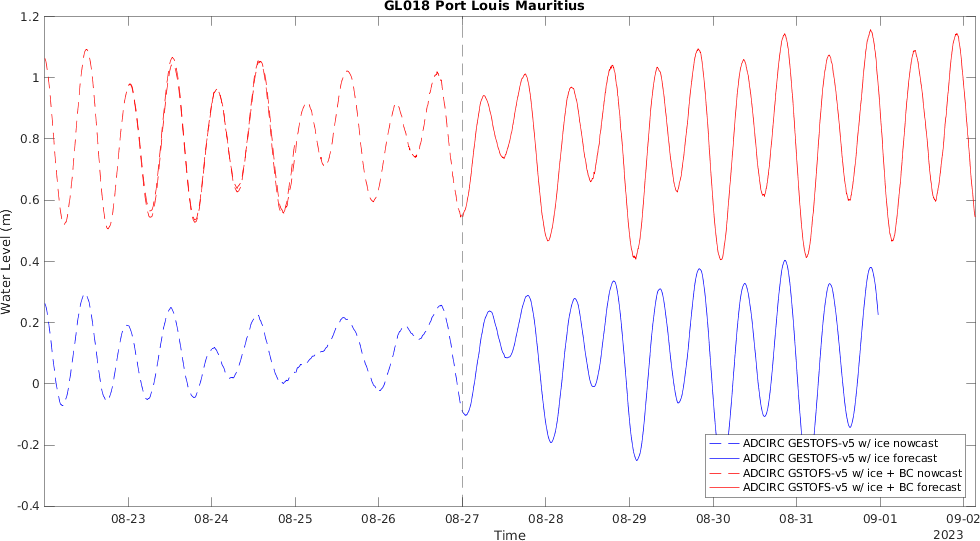 GL018 Port Louis Mauritius
1.2
1
0.8
0.6
0.4
0.2
0
-0.2
-0.4
Water Level (m)
ADCIRC GESTOFS-v5 w/ ice nowcast
ADCIRC GESTOFS-v5 w/ ice forecast
ADCIRC GSTOFS-v5 w/ ice + BC nowcast
ADCIRC GSTOFS-v5 w/ ice + BC forecast
08-23 08-24 08-25 08-26 08-27 08-28 08-29 08-30 08-31 09-01 09-02
Time
2023